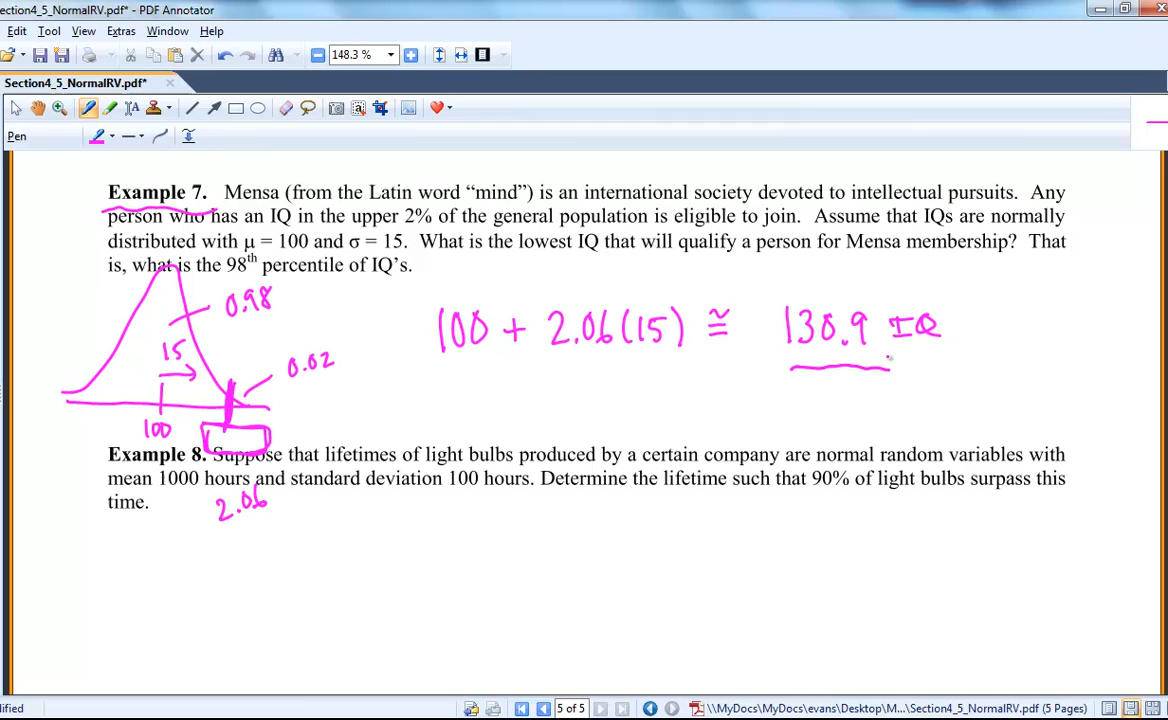 ection4_5_NormalRV.pdf* - PDF Annotator
Edit Tool View Extras Window Help
148.3 %
Section4_5_NormalRV.pdf*
Pen
Example 7. Mensa (from the Latin word “mind”) is an international society devoted to intellectual pursuits. Any
person who has an IQ in the upper 2% of the general population is eligible to join. Assume that IQs are normally
distributed with μ = 100 and σ = 15. What is the lowest IQ that will qualify a person for Mensa membership? That
is, what is the 98th percentile of IQ’s.
0.98
100 + 2.06(15) ≅ 130.9 IQ
15
0.02
100
Example 8. Suppose that lifetimes of light bulbs produced by a certain company are normal random variables with
mean 1000 hours and standard deviation 100 hours. Determine the lifetime such that 90% of light bulbs surpass this
time.
2.06
ified
5 of 5
\\MyDocs\evans\Desktop\M...\Section4_5_NormalRV.pdf (5 Pages)